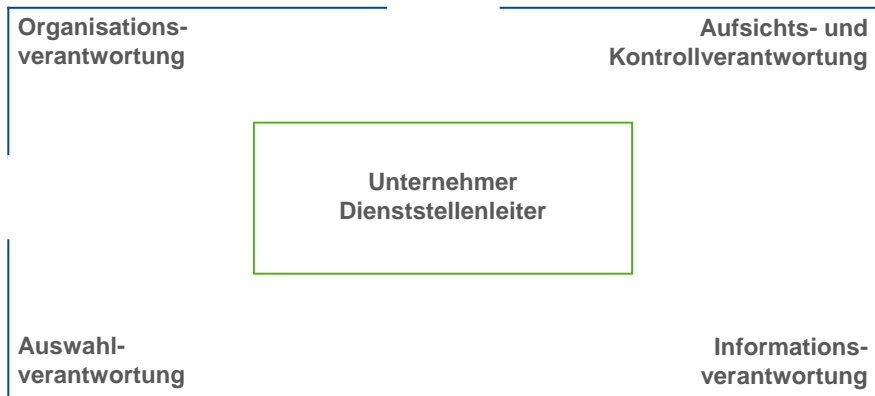 Organisations-
verantwortung
Aufsichts- und
Kontrollverantwortung
Unternehmer
Dienststellenleiter
Auswahl-
verantwortung
Informations-
verantwortung